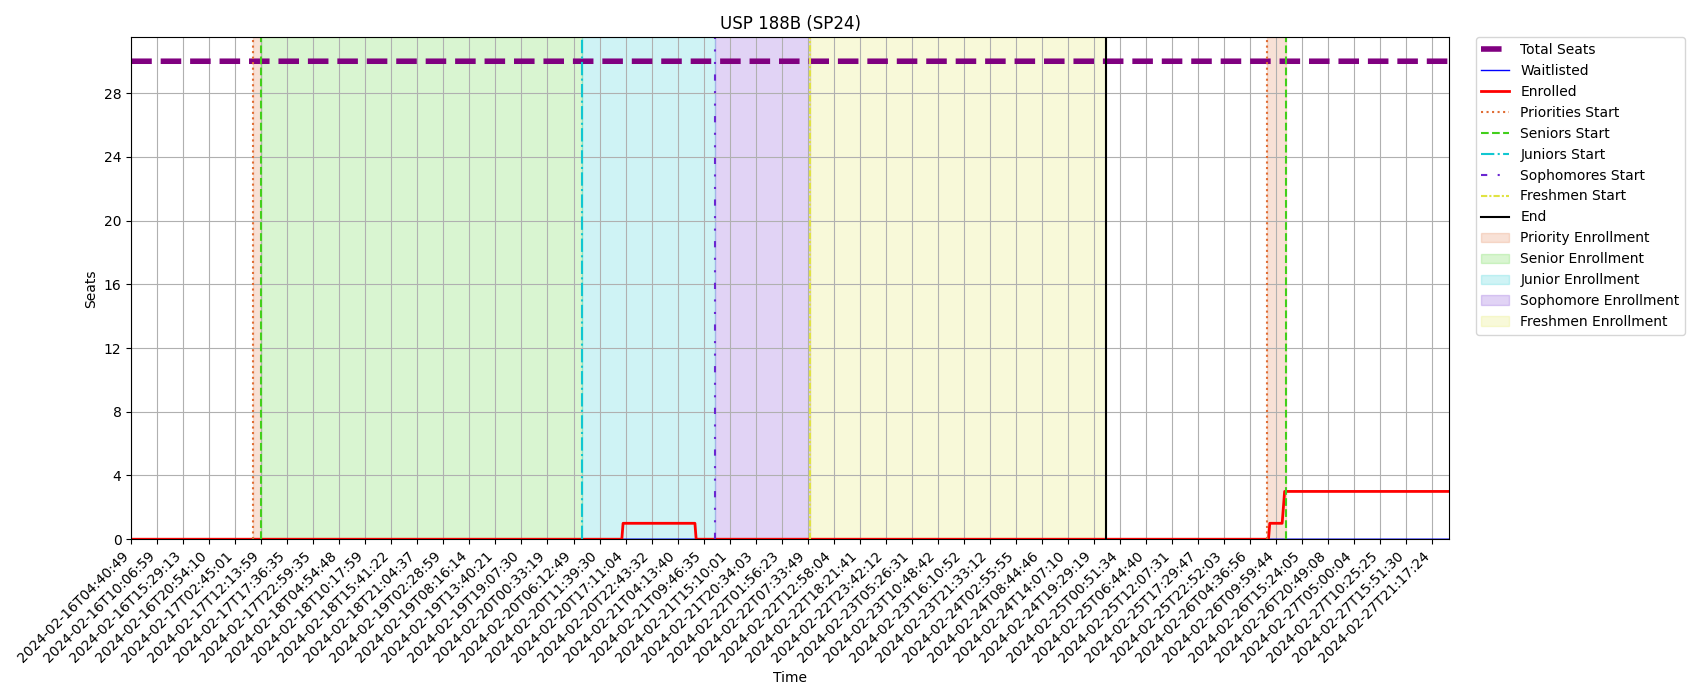 USP 188B (SP24)
Total Seats
Waitlisted
Enrolled
Priorities Start
Seniors Start
Juniors Start
Sophomores Start
Freshmen Start
End
Priority Enrollment
Senior Enrollment
Junior Enrollment
Sophomore Enrollment
Freshmen Enrollment
Seats
28
24
20
16
12
8
4
0
2024-02-16T04:40:49
2024-02-16T10:06:59
2024-02-16T15:29:13
2024-02-16T20:54:10
2024-02-17T02:45:01
2024-02-17T12:13:59
2024-02-17T17:36:35
2024-02-17T22:59:35
2024-02-18T04:54:48
2024-02-18T10:17:59
2024-02-18T15:41:22
2024-02-18T21:04:37
2024-02-19T02:28:59
2024-02-19T08:16:14
2024-02-19T13:40:21
2024-02-19T19:07:30
2024-02-20T00:33:19
2024-02-20T06:12:49
2024-02-20T11:39:30
2024-02-20T17:11:04
2024-02-20T22:43:32
2024-02-21T04:13:40
2024-02-21T09:46:35
2024-02-21T15:10:01
2024-02-21T20:34:03
2024-02-22T01:56:23
2024-02-22T07:33:49
2024-02-22T12:58:04
2024-02-22T18:21:41
2024-02-22T23:42:12
2024-02-23T05:26:31
2024-02-23T10:48:42
2024-02-23T16:10:52
2024-02-23T21:33:12
2024-02-24T02:55:55
2024-02-24T08:44:46
2024-02-24T14:07:10
2024-02-24T19:29:19
2024-02-25T00:51:34
2024-02-25T06:44:40
2024-02-25T12:07:31
2024-02-25T17:29:47
2024-02-25T22:52:03
2024-02-26T04:36:56
2024-02-26T09:59:44
2024-02-26T15:24:05
2024-02-26T20:49:08
2024-02-27T05:00:04
2024-02-27T10:25:25
2024-02-27T15:51:30
2024-02-27T21:17:24
Time